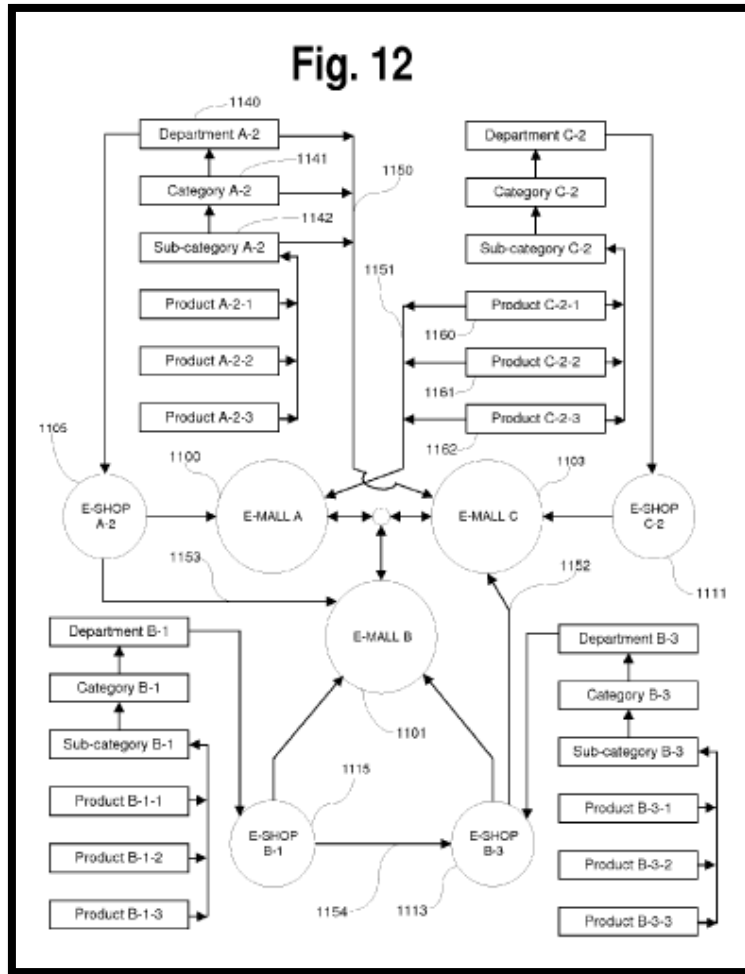 Fig. 12
1140
Department A-2
Department C-2
1141
1150
Category A-2
Category C-2
1142
Sub-category A-2
Sub-category C-2
1151
Product A-2-1
Product C-2-1
1160
Product A-2-2
Product C-2-2
1161
Product A-2-3
Product C-2-3
1162
1105
1100
1103
E-SHOP
A-2
E-MALL A
E-MALL C
E-SHOP
C-2
1153
1152
1111
Department B-1
E-MALL B
Department B-3
Category B-1
Category B-3
1101
Sub-category B-1
Sub-category B-3
1115
Product B-1-1
Product B-3-1
E-SHOP
B-1
E-SHOP
B-3
Product B-1-2
Product B-3-2
1154
1113
Product B-1-3
Product B-3-3